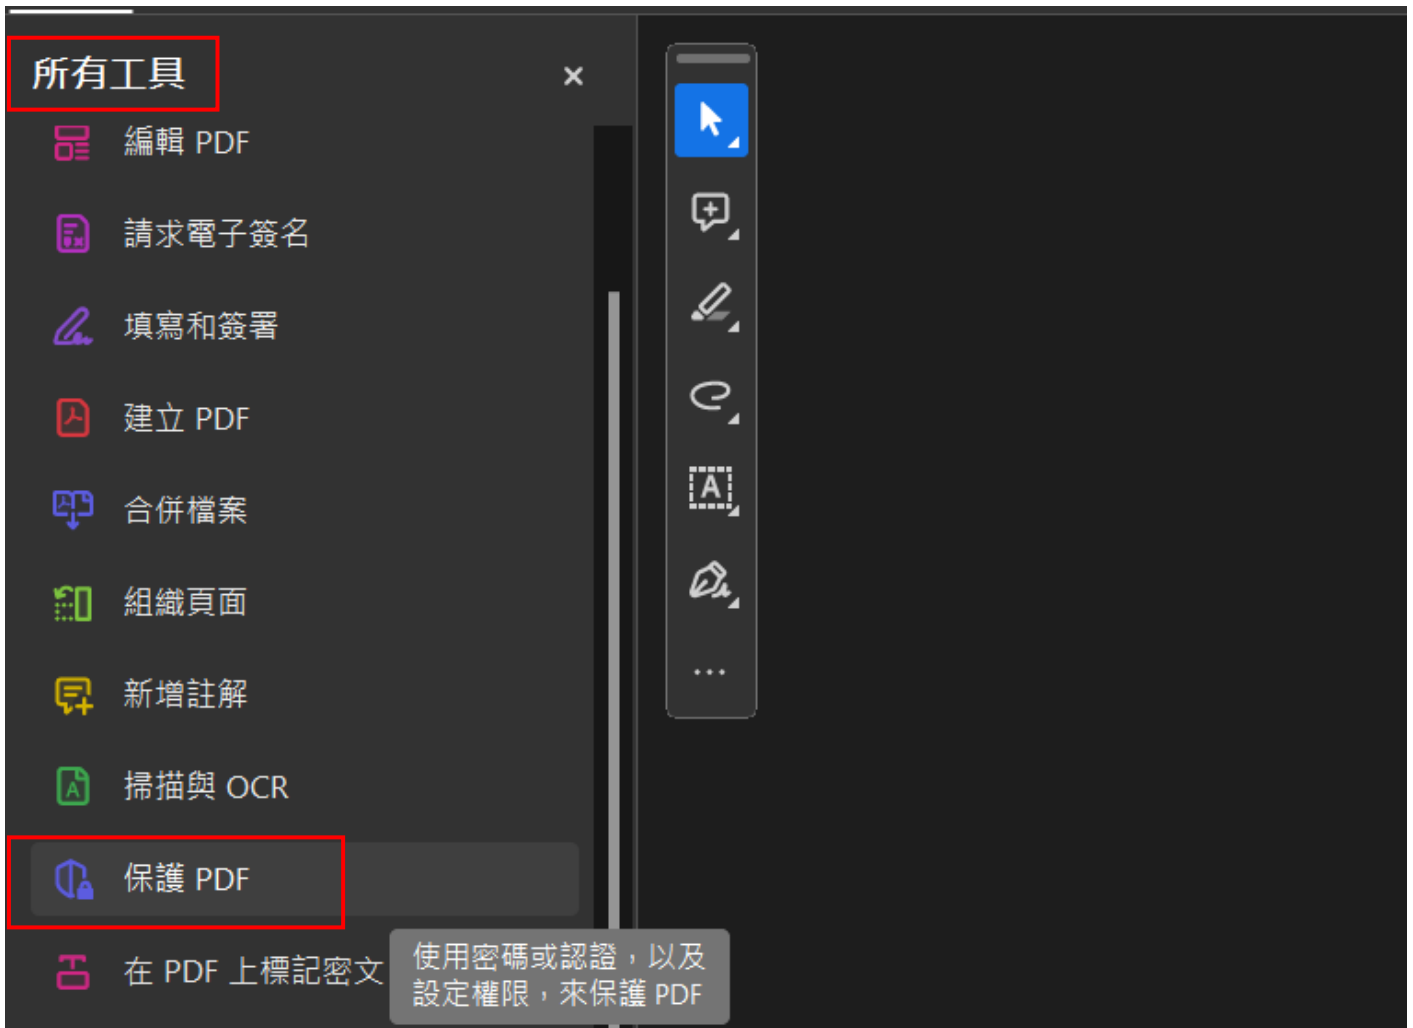 所有工具
編輯 PDF
請求電子簽名
填寫和簽署
建立 PDF
合併檔案
組織頁面
新增註解
掃描與 OCR
保護 PDF
在 PDF 上標記密文
使用密碼或認證，以及
設定權限，來保護 PDF